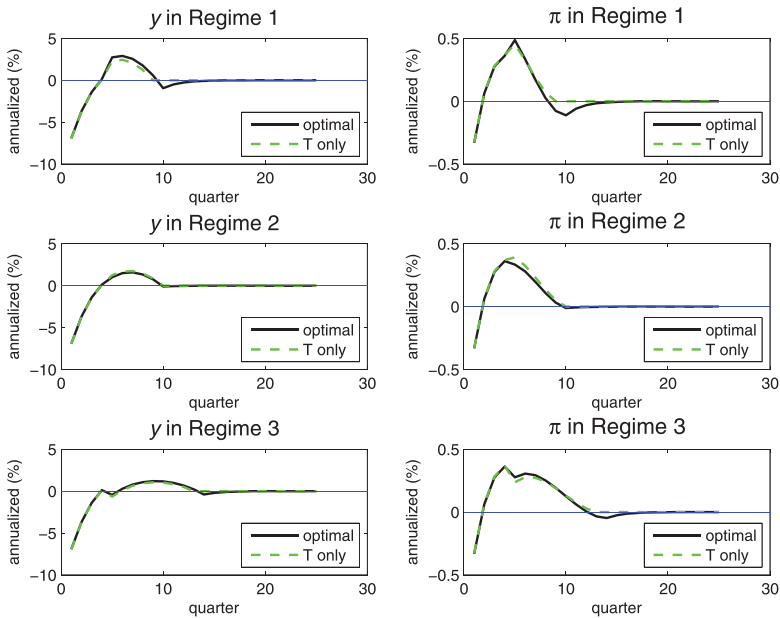 y in Regime 1
5
0
−5
−10
annualized (%)
optimal
T only
0
10
20
30
quarter
π in Regime 1
0.5
0
−0.5
annualized (%)
optimal
T only
0
10
20
30
quarter
y in Regime 2
5
0
−5
−10
annualized (%)
optimal
T only
0
10
20
30
quarter
π in Regime 2
0.5
0
−0.5
annualized (%)
optimal
T only
0
10
20
30
quarter
y in Regime 3
5
0
−5
−10
annualized (%)
optimal
T only
0
10
20
30
quarter
π in Regime 3
0.5
0
−0.5
annualized (%)
optimal
T only
0
10
20
30
quarter